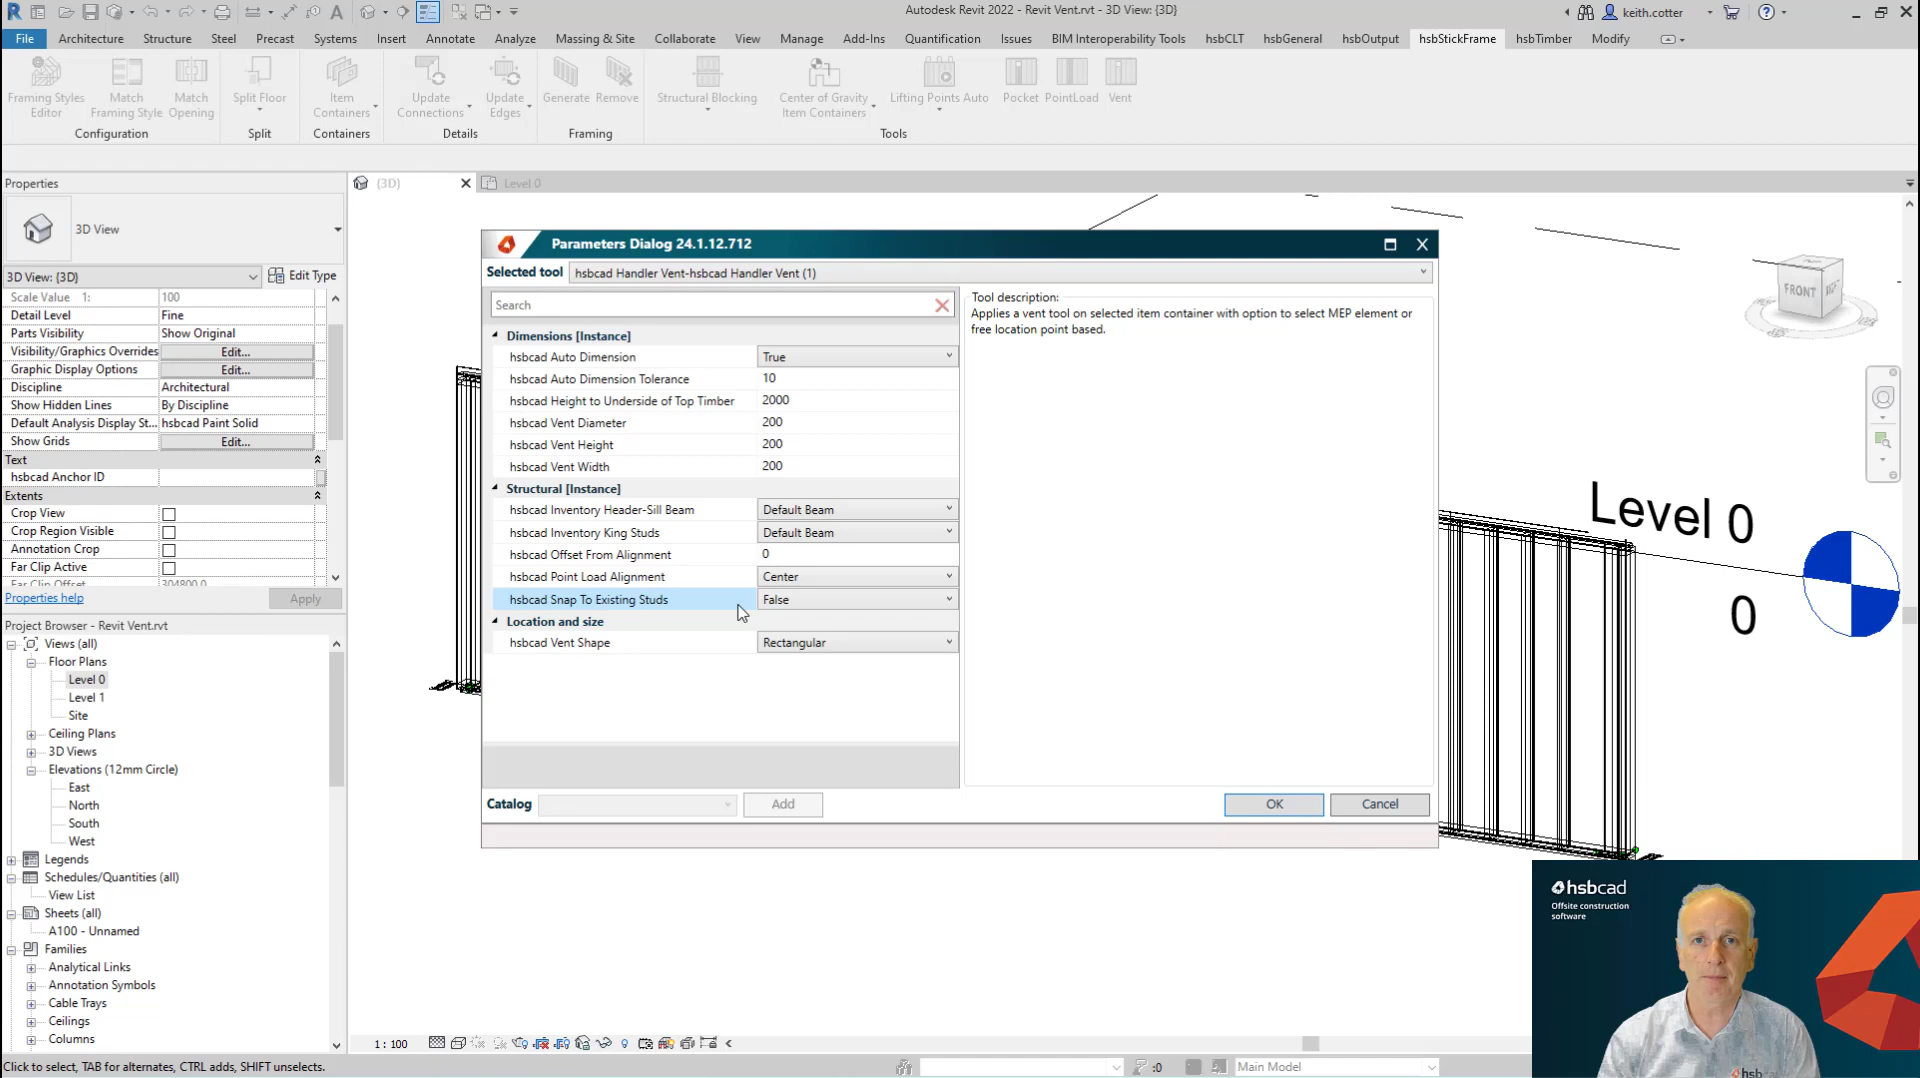 Autodesk Revit 2022 - Revit Vent.rvt - 3D View: {3D}
keith.cotter
File Architecture Structure Steel Precast Systems Insert Annotate Analyze Massing & Site Collaborate View Manage Add-Ins Quantification Issues BIM Interoperability Tools hsbCLT hsbGeneral hsbOutput hsbStickFrame hsbTimber Modify
Framing Styles Editor
Match Framing Style
Match Opening
Split Floor
Item Containers
Update Connections
Update Edges
Generate
Remove
Structural Blocking
Center of Gravity Item Containers
Lifting Points Auto
Pocket
PointLoad
Vent
Configuration Split Containers Details Framing Tools
Properties
{3D}
Level 0
3D View
3D View: {3D}
Edit Type
Scale Value 1: 100
Detail Level Fine
Parts Visibility Show Original
Visibility/Graphics Overrides Edit...
Graphic Display Options Edit...
Discipline Architectural
Show Hidden Lines By Discipline
Default Analysis Display St... hsbcad Paint Solid
Show Grids Edit...
Text
hsbcad Anchor ID
Extents
Crop View
Crop Region Visible
Annotation Crop
Far Clip Active
Far Clip Offset 304800.0
Properties help
Apply
Project Browser - Revit Vent.rvt
Views (all)
Floor Plans
Level 0
Level 1
Site
Ceiling Plans
3D Views
Elevations (12mm Circle)
East
North
South
West
Legends
Schedules/Quantities (all)
View List
Sheets (all)
A100 - Unnamed
Families
Analytical Links
Annotation Symbols
Cable Trays
Ceilings
Columns
Parameters Dialog 24.1.12.712
Selected tool hsbcad Handler Vent-hsbcad Handler Vent (1)
Search
Dimensions [Instance]
hsbcad Auto Dimension True
hsbcad Auto Dimension Tolerance 10
hsbcad Height to Underside of Top Timber 2000
hsbcad Vent Diameter 200
hsbcad Vent Height 200
hsbcad Vent Width 200
Structural [Instance]
hsbcad Inventory Header-Sill Beam Default Beam
hsbcad Inventory King Studs Default Beam
hsbcad Offset From Alignment 0
hsbcad Point Load Alignment Center
hsbcad Snap To Existing Studs False
Location and size
hsbcad Vent Shape Rectangular
Tool description:
Applies a vent tool on selected item container with option to select MEP element or
free location point based.
Catalog
Add
OK
Cancel
FRONT
Level 0
0
hsbcad
Offsite construction
software
hsbcad
1 : 100
Click to select, TAB for alternates, CTRL adds, SHIFT unselects.
:0
Main Model